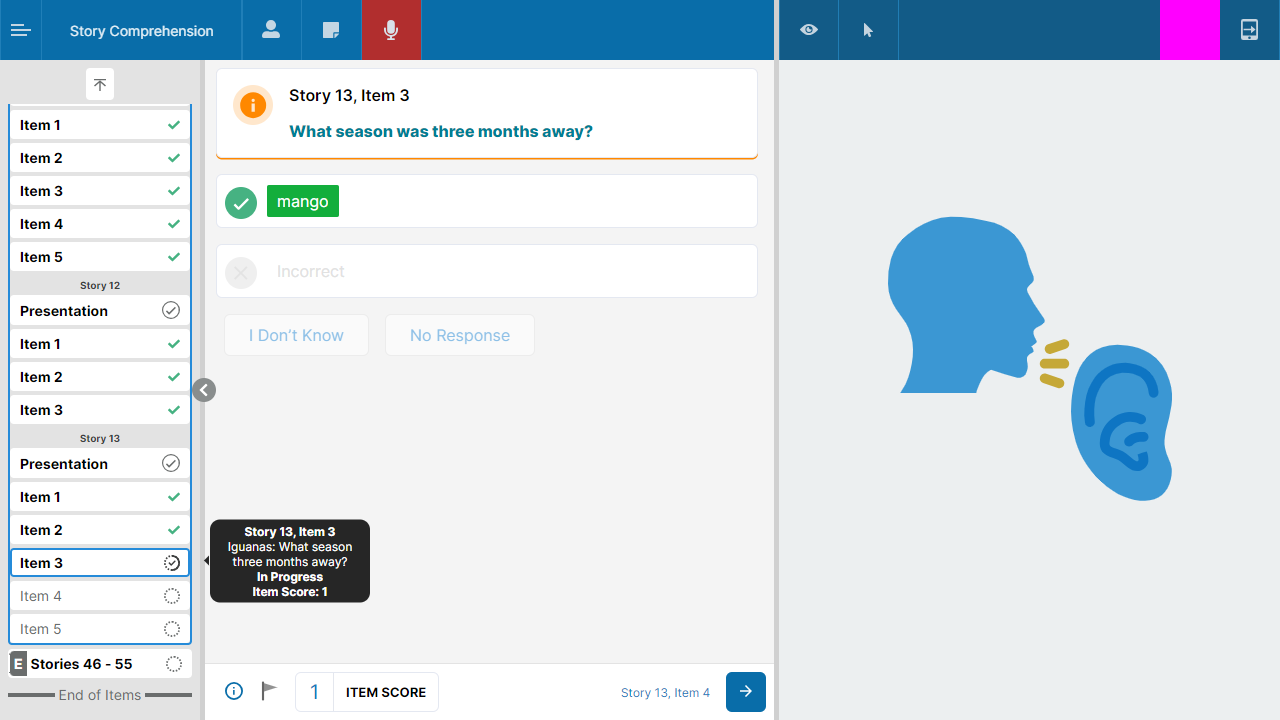 Story Comprehension
Item 1
Item 2
Item 3
Item 4
Item 5
Story 12
Presentation
Item 1
Item 2
Item 3
Story 13
Presentation
Item 1
Item 2
Item 3
Item 4
Item 5
E Stories 46 - 55
End of Items
Story 13, Item 3
What season was three months away?
mango
Incorrect
I Don't Know
No Response
Story 13, Item 3
Iguanas: What season
three months away?
In Progress
Item Score: 1
1 ITEM SCORE
Story 13, Item 4